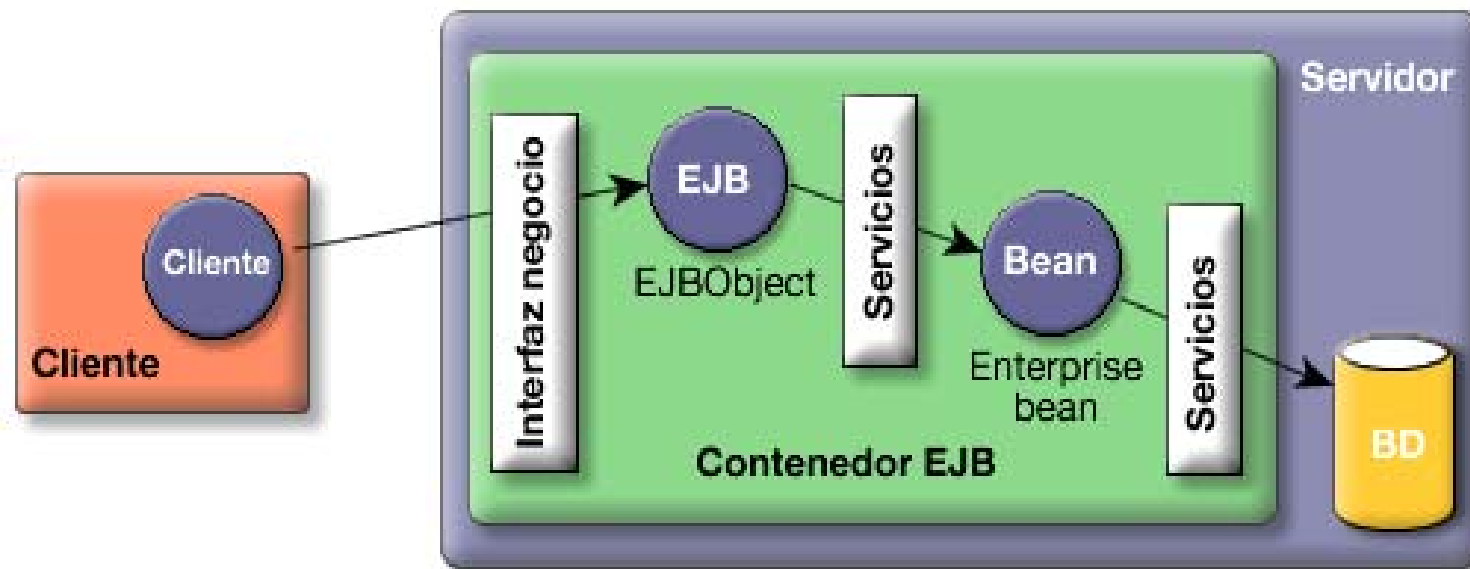 Cliente
Cliente
Interfaz negocio
EJB
EJBObject
Servicios
Bean
Enterprise
bean
Servicios
Contenedor EJB
Servidor
BD